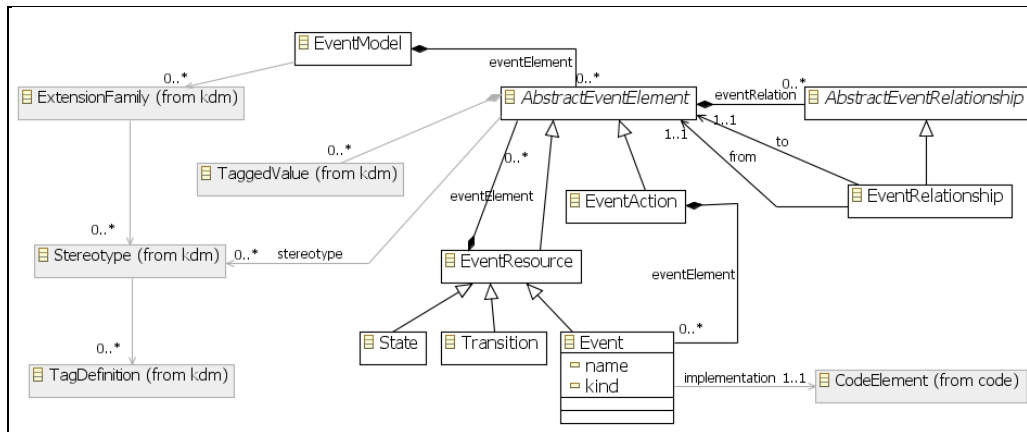 EventModel
eventElement
0..*
0..*
ExtensionFamily (from kdm)
AbstractEventElement
eventRelation
0..*
AbstractEventRelationship
1..1
1..1
to
from
TaggedValue (from kdm)
0..*
0..*
eventElement
EventAction
EventRelationship
0..*
Stereotype (from kdm)
0..*
stereotype
EventResource
eventElement
0..*
State
Transition
Event
name
kind
0..*
TagDefinition (from kdm)
implementation 1..1
CodeElement (from code)